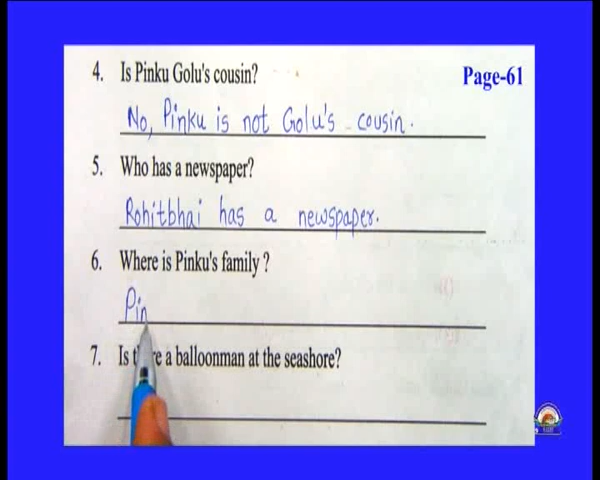 4. Is Pinku Golu's cousin?
Page-61
No, Pinku is not Golu's cousin.
5. Who has a newspaper?
Rohitbhai has a newspaper.
6. Where is Pinku's family ?
Pin
7. Is there a balloonman at the seashore?